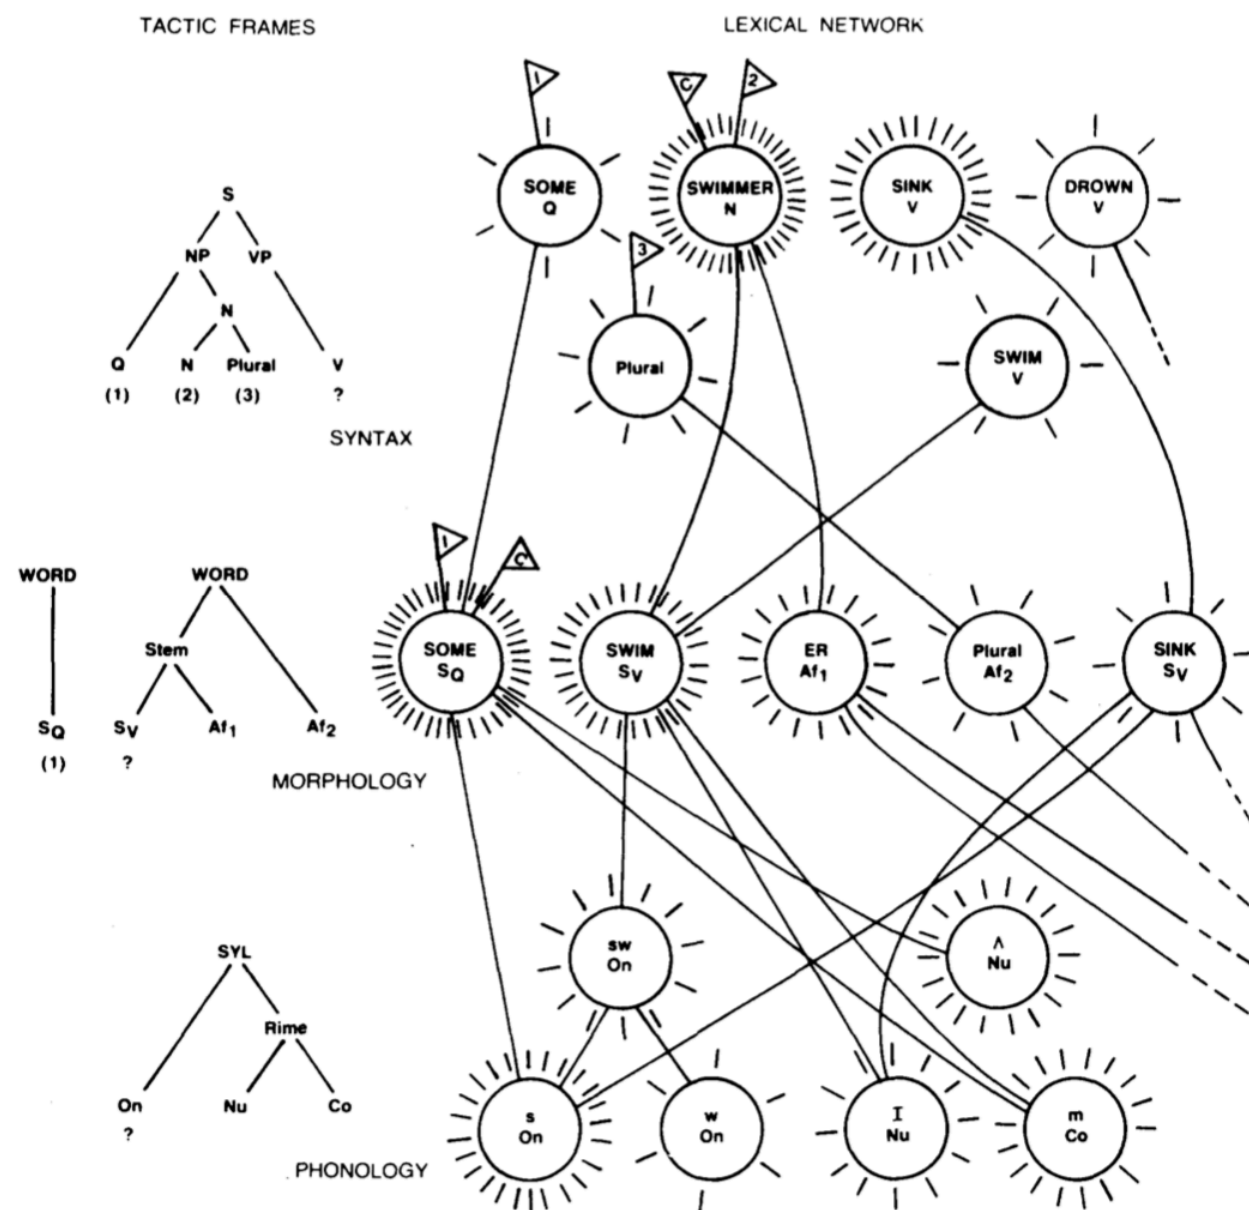 TACTIC FRAMES
LEXICAL NETWORK
1
C
2
SOME
Q
SWIMMER
N
SINK
V
DROWN
V
S
NP VP
3
N
Plural
SWIM
V
Q N Plural V
(1) (2) (3) ?
SYNTAX
1
C
WORD WORD
Stem
SOME
SQ
SWIM
SV
ER
Af1
Plural
Af2
SINK
SV
SQ SV Af1 Af2
(1) ?
MORPHOLOGY
SYL
sw
On
Λ
Nu
Rime
On Nu Co
?
s
On
w
On
I
Nu
m
Co
PHONOLOGY